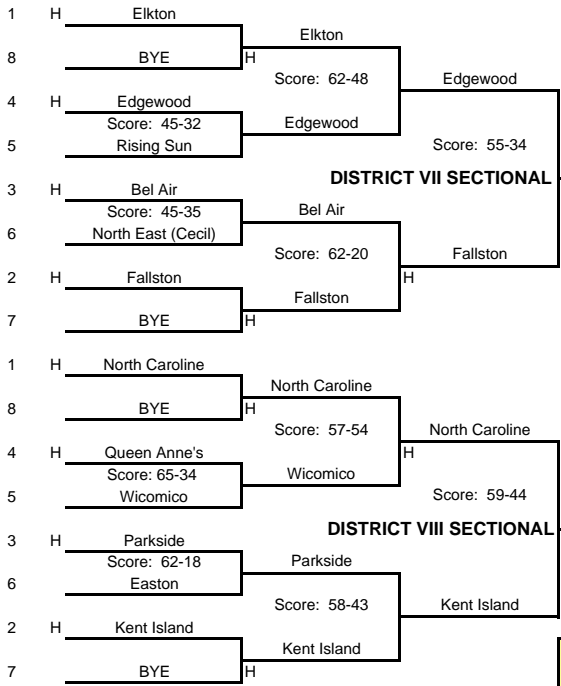 1 H Elkton
Elkton
8 BYE H
Score: 62-48 Edgewood
4 H Edgewood
Score: 45-32 Edgewood
5 Rising Sun Score: 55-34
DISTRICT VII SECTIONAL
3 H Bel Air
Score: 45-35 Bel Air
6 North East (Cecil)
Score: 62-20 Fallston
2 H Fallston H
Fallston
7 BYE H
1 H North Caroline
North Caroline
8 BYE H
Score: 57-54 North Caroline
4 H Queen Anne's H
Score: 65-34 Wicomico
5 Wicomico Score: 59-44
DISTRICT VIII SECTIONAL
3 H Parkside
Score: 62-18 Parkside
6 Easton
Score: 58-43 Kent Island
2 H Kent Island
Kent Island
7 BYE H